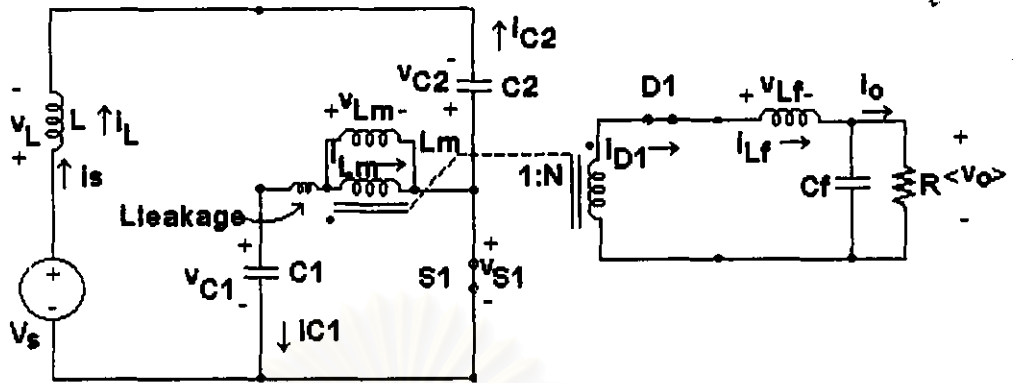 iC2
vC2
C2
-
+
-
vL
+
L
iL
is
+vLm-
iLm
Lm
Lleakage
+
vC1
-
C1
iC1
+
-
Vs
S1
+
vS1
-
1:N
D1
iD1
+vLf-
iLf
io
Cf
R
+
<vo>
-